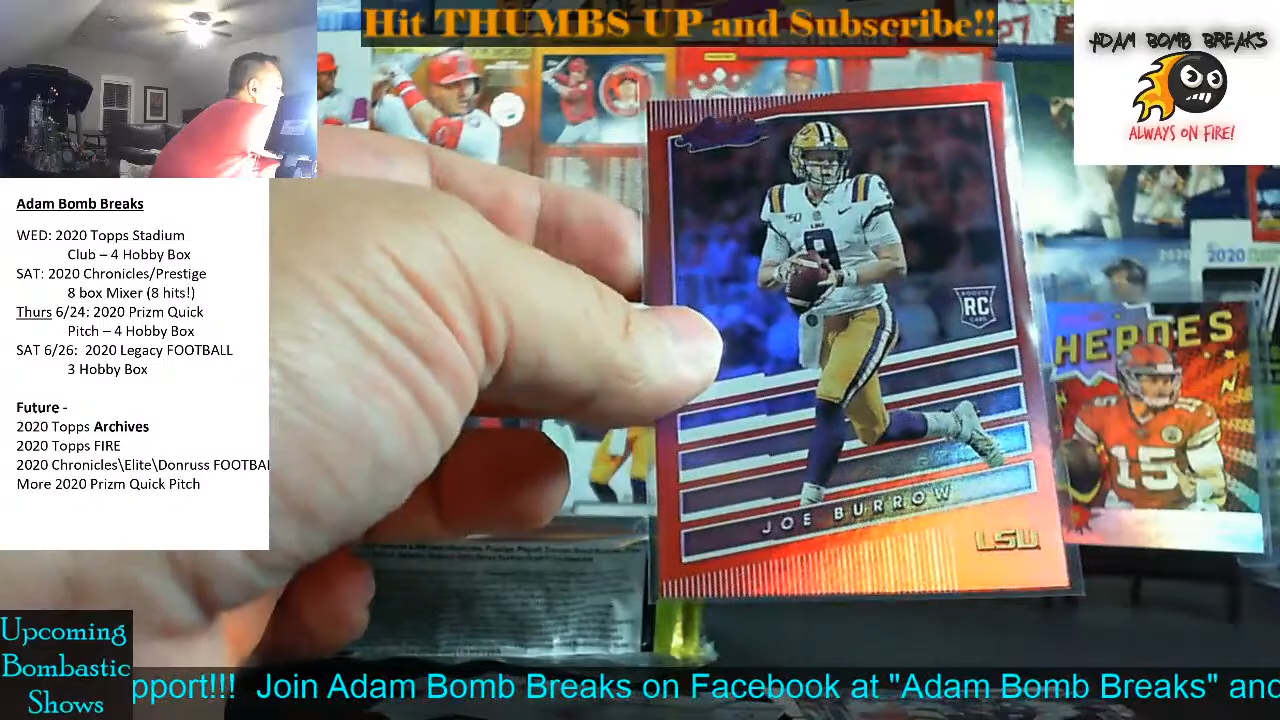 Hit THUMBS UP and Subscribe!!
ADAM BOMB BREAKS
ALWAYS ON FIRE!
Adam Bomb Breaks
WED: 2020 Topps Stadium
Club – 4 Hobby Box
SAT: 2020 Chronicles/Prestige
8 box Mixer (8 hits!)
Thurs 6/24: 2020 Prizm Quick
Pitch – 4 Hobby Box
SAT 6/26: 2020 Legacy FOOTBALL
3 Hobby Box
Future -
2020 Topps Archives
2020 Topps FIRE
2020 Chronicles\Elite\Donruss FOOTBAL
More 2020 Prizm Quick Pitch
9
ROOKIE
RC
CARD
JOE BURROW
LSU
2020
HEROES
15
Upcoming
Bombastic
Shows
pport!!! Join Adam Bomb Breaks on Facebook at "Adam Bomb Breaks" and